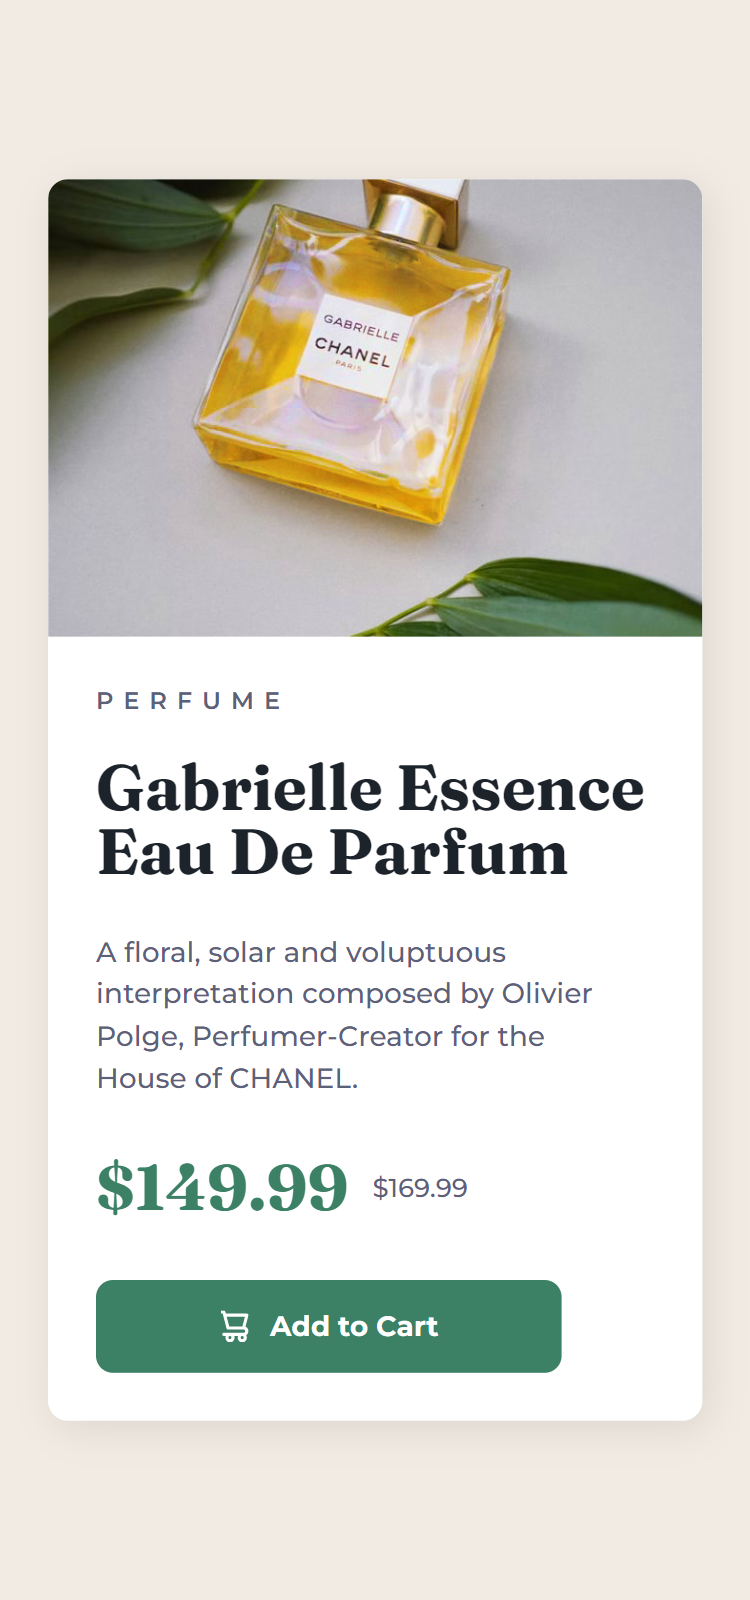 GABRIELLE
CHANEL
PARIS
PERFUME
Gabrielle Essence
Eau De Parfum
A floral, solar and voluptuous
interpretation composed by Olivier
Polge, Perfumer-Creator for the
House of CHANEL.
$149.99 $169.99
Add to Cart